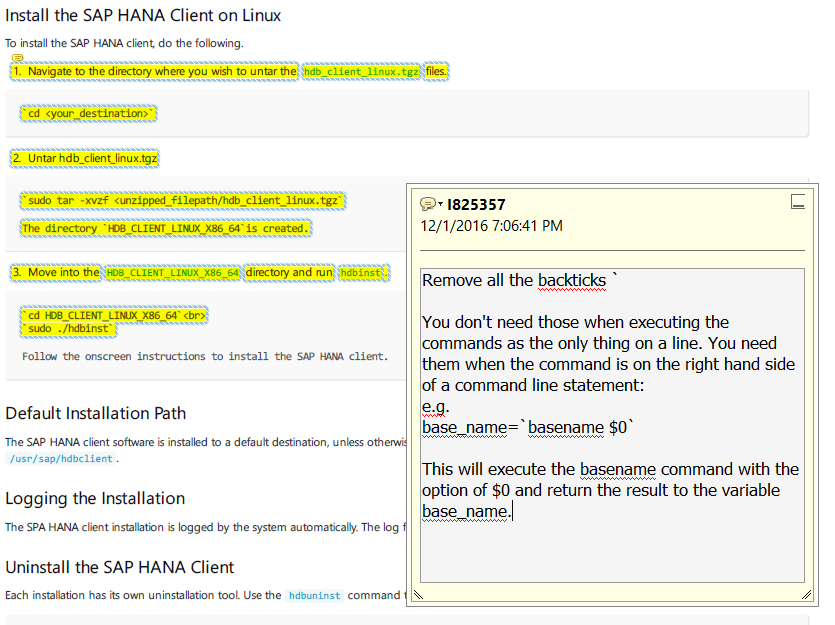 Install the SAP HANA Client on Linux
To install the SAP HANA client, do the following.
1. Navigate to the directory where you wish to untar the hdb_client_linux.tgz files.
`cd <your_destination>`
2. Untar hdb_client_linux.tgz
`sudo tar -xvzf <unzipped_filepath/hdb_client_linux.tgz`
The directory `HDB_CLIENT_LINUX_X86_64`is created.
3. Move into the HDB_CLIENT_LINUX_X86_64 directory and run hdbinst.
`cd HDB_CLIENT_LINUX_X86_64`<br>
`sudo ./hdbinst`
Follow the onscreen instructions to install the SAP HANA client.
Default Installation Path
The SAP HANA client software is installed to a default destination, unless otherwis
/usr/sap/hdbclient.
Logging the Installation
The SPA HANA client installation is logged by the system automatically. The log f
Uninstall the SAP HANA Client
Each installation has its own uninstallation tool. Use the hdbuninst command t
I825357
12/1/2016 7:06:41 PM
Remove all the backticks `
You don't need those when executing the
commands as the only thing on a line. You need
them when the command is on the right hand side
of a command line statement:
e.g.
base_name=`basename $0`
This will execute the basename command with the
option of $0 and return the result to the variable
base_name.